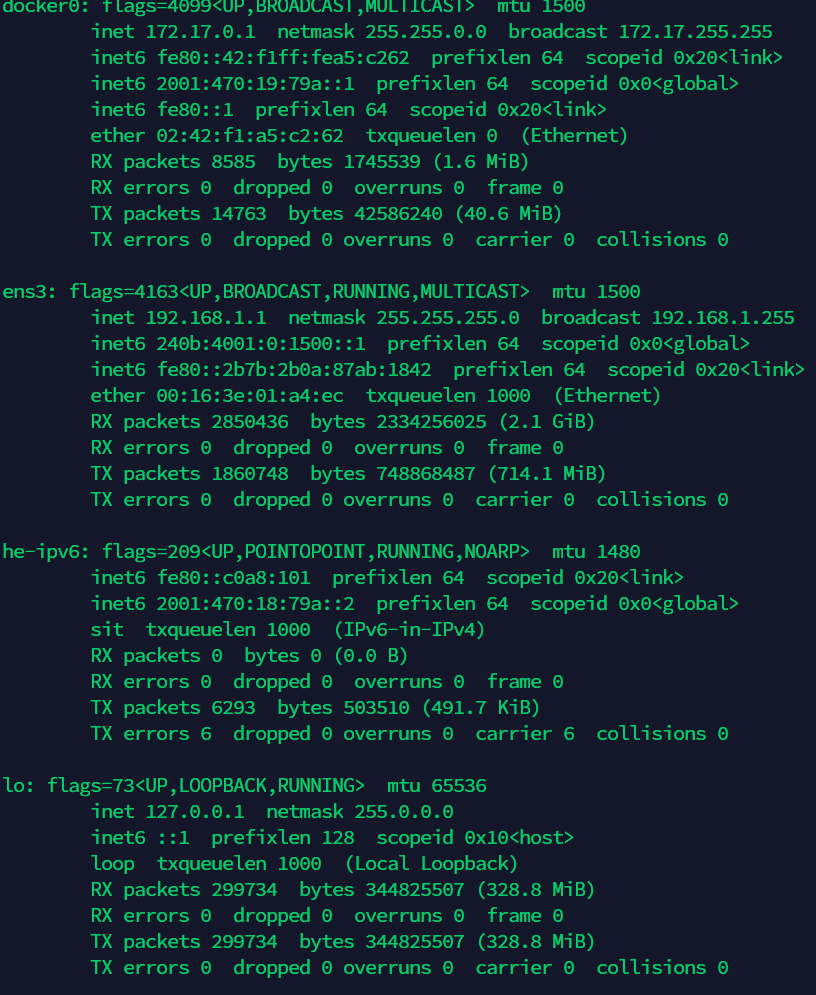 docker0: flags=4099<UP,BROADCAST,MULTICAST>  mtu 1500
        inet 172.17.0.1  netmask 255.255.0.0  broadcast 172.17.255.255
        inet6 fe80::42:f1ff:fea5:c262  prefixlen 64  scopeid 0x20<link>
        inet6 2001:470:19:79a::1  prefixlen 64  scopeid 0x0<global>
        inet6 fe80::1  prefixlen 64  scopeid 0x20<link>
        ether 02:42:f1:a5:c2:62  txqueuelen 0  (Ethernet)
        RX packets 8585  bytes 1745539 (1.6 MiB)
        RX errors 0  dropped 0  overruns 0  frame 0
        TX packets 14763  bytes 42586240 (40.6 MiB)
        TX errors 0  dropped 0 overruns 0  carrier 0  collisions 0

ens3: flags=4163<UP,BROADCAST,RUNNING,MULTICAST>  mtu 1500
        inet 192.168.1.1  netmask 255.255.255.0  broadcast 192.168.1.255
        inet6 240b:4001:0:1500::1  prefixlen 64  scopeid 0x0<global>
        inet6 fe80::2b7b:2b0a:87ab:1842  prefixlen 64  scopeid 0x20<link>
        ether 00:16:3e:01:a4:ec  txqueuelen 1000  (Ethernet)
        RX packets 2850436  bytes 2334256025 (2.1 GiB)
        RX errors 0  dropped 0  overruns 0  frame 0
        TX packets 1860748  bytes 748868487 (714.1 MiB)
        TX errors 0  dropped 0 overruns 0  carrier 0  collisions 0

he-ipv6: flags=209<UP,POINTOPOINT,RUNNING,NOARP>  mtu 1480
        inet6 fe80::c0a8:101  prefixlen 64  scopeid 0x20<link>
        inet6 2001:470:18:79a::2  prefixlen 64  scopeid 0x0<global>
        sit  txqueuelen 1000  (IPv6-in-IPv4)
        RX packets 0  bytes 0 (0.0 B)
        RX errors 0  dropped 0  overruns 0  frame 0
        TX packets 6293  bytes 503510 (491.7 KiB)
        TX errors 6  dropped 0 overruns 0  carrier 6  collisions 0

lo: flags=73<UP,LOOPBACK,RUNNING>  mtu 65536
        inet 127.0.0.1  netmask 255.0.0.0
        inet6 ::1  prefixlen 128  scopeid 0x10<host>
        loop  txqueuelen 1000  (Local Loopback)
        RX packets 299734  bytes 344825507 (328.8 MiB)
        RX errors 0  dropped 0  overruns 0  frame 0
        TX packets 299734  bytes 344825507 (328.8 MiB)
        TX errors 0  dropped 0 overruns 0  carrier 0  collisions 0